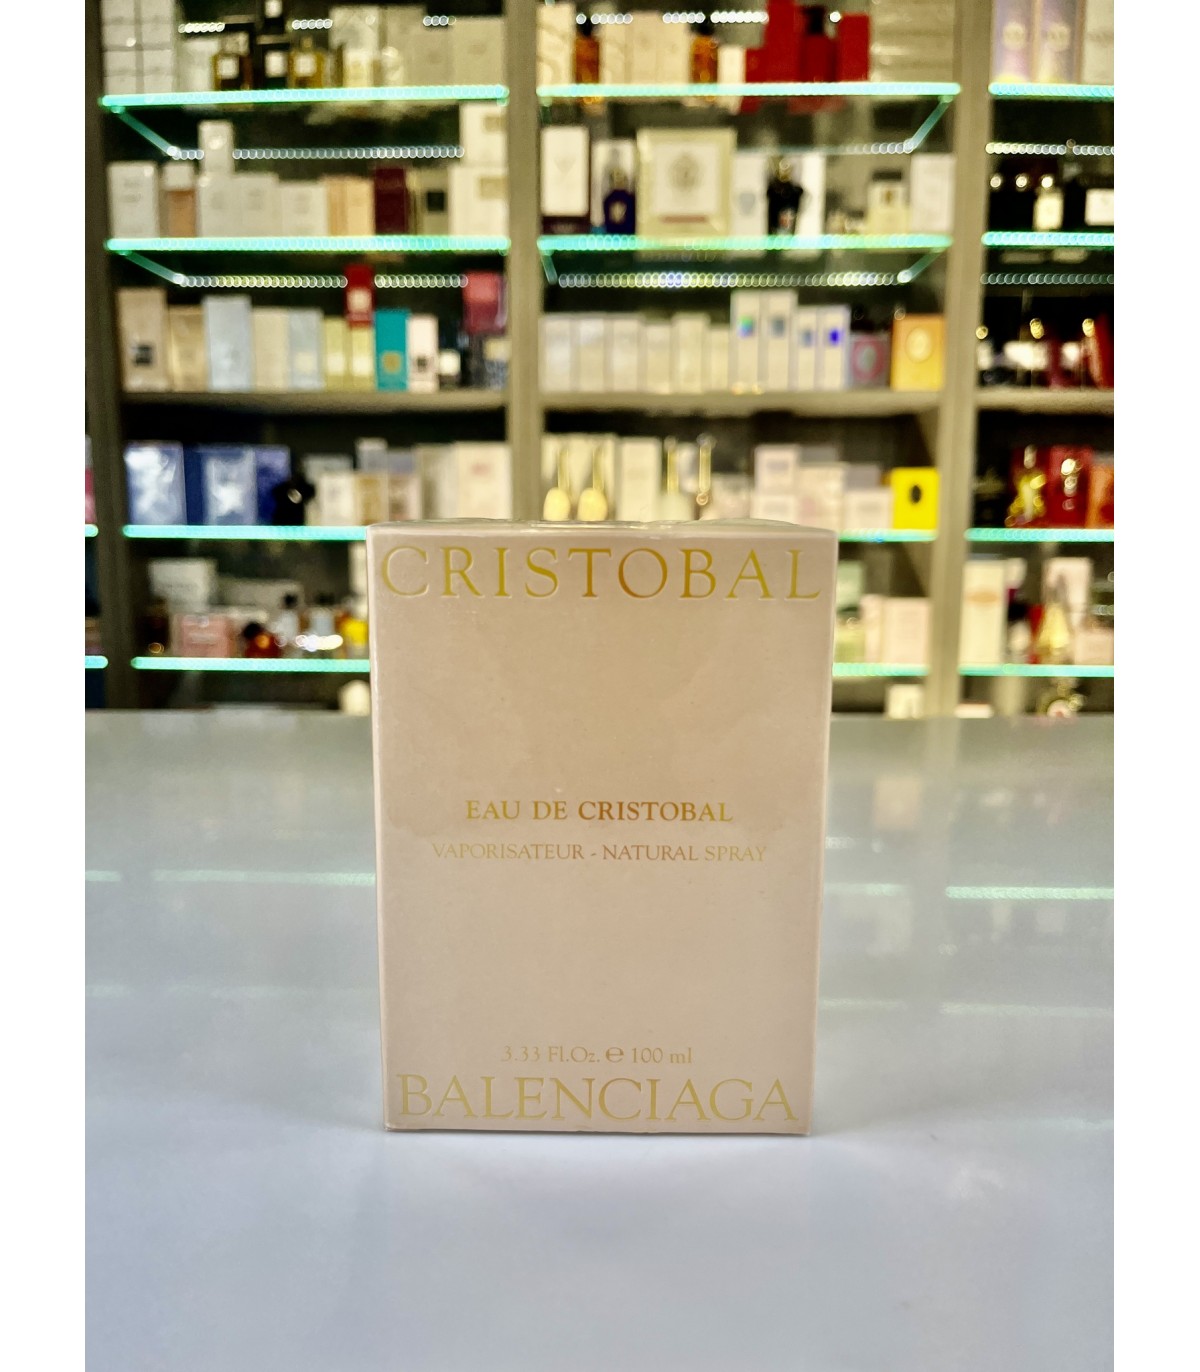 CRISTOBAL
EAU DE CRISTOBAL
VAPORISATEUR - NATURAL SPRAY
3.33 Fl.Oz. ℮ 100 ml
BALENCIAGA